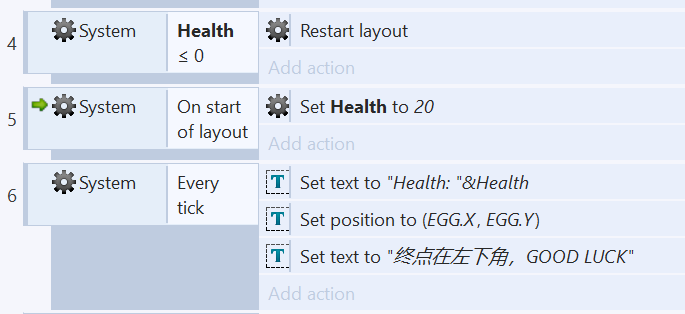 4 System Health ≤ 0 Restart layout
Add action
5 System On start of layout Set Health to 20
Add action
6 System Every tick Set text to "Health: "&Health
Set position to (EGG.X, EGG.Y)
Set text to "终点在左下角，GOOD LUCK"
Add action